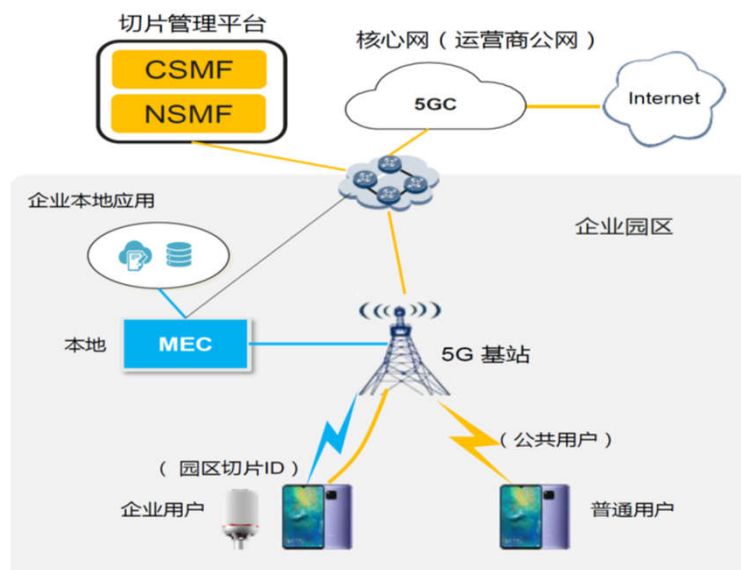 切片管理平台
CSMF
NSMF
核心网（运营商公网）
5GC
Internet
企业本地应用
企业园区
本地
MEC
5G 基站
（公共用户）
（ 园区切片ID）
企业用户
普通用户